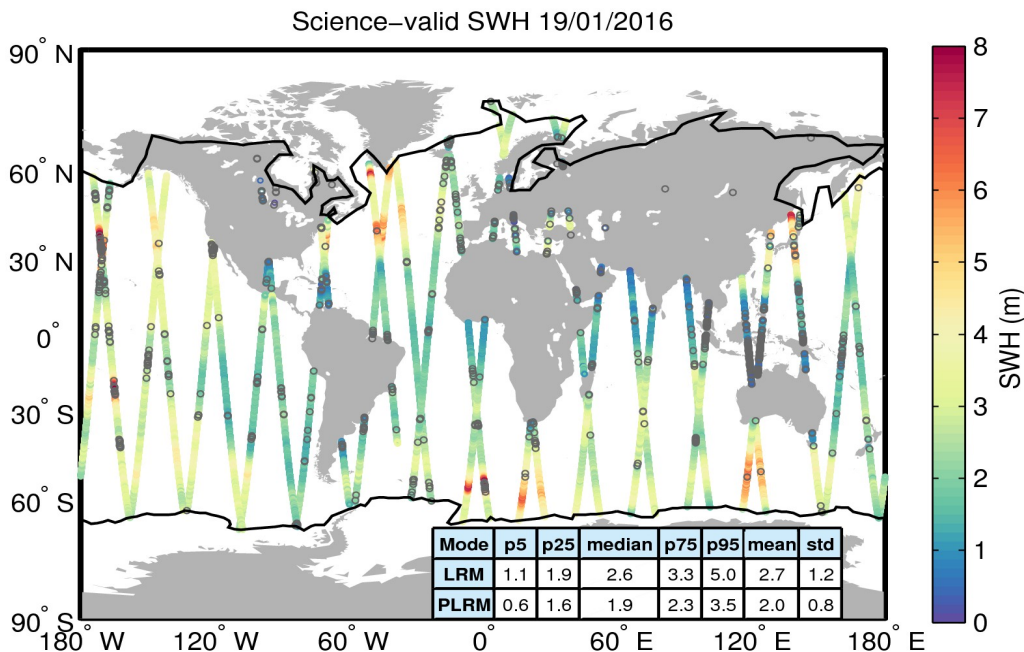 Science-valid SWH 19/01/2016
90° N
60° N
30° N
0°
30° S
60° S
90° S
180° W
120° W
60° W
0°
60° E
120° E
180° E
8
7
6
5
4
3
2
1
0
SWH (m)
Mode p5 p25 median p75 p95 mean std
LRM 1.1 1.9 2.6 3.3 5.0 2.7 1.2
PLRM 0.6 1.6 1.9 2.3 3.5 2.0 0.8